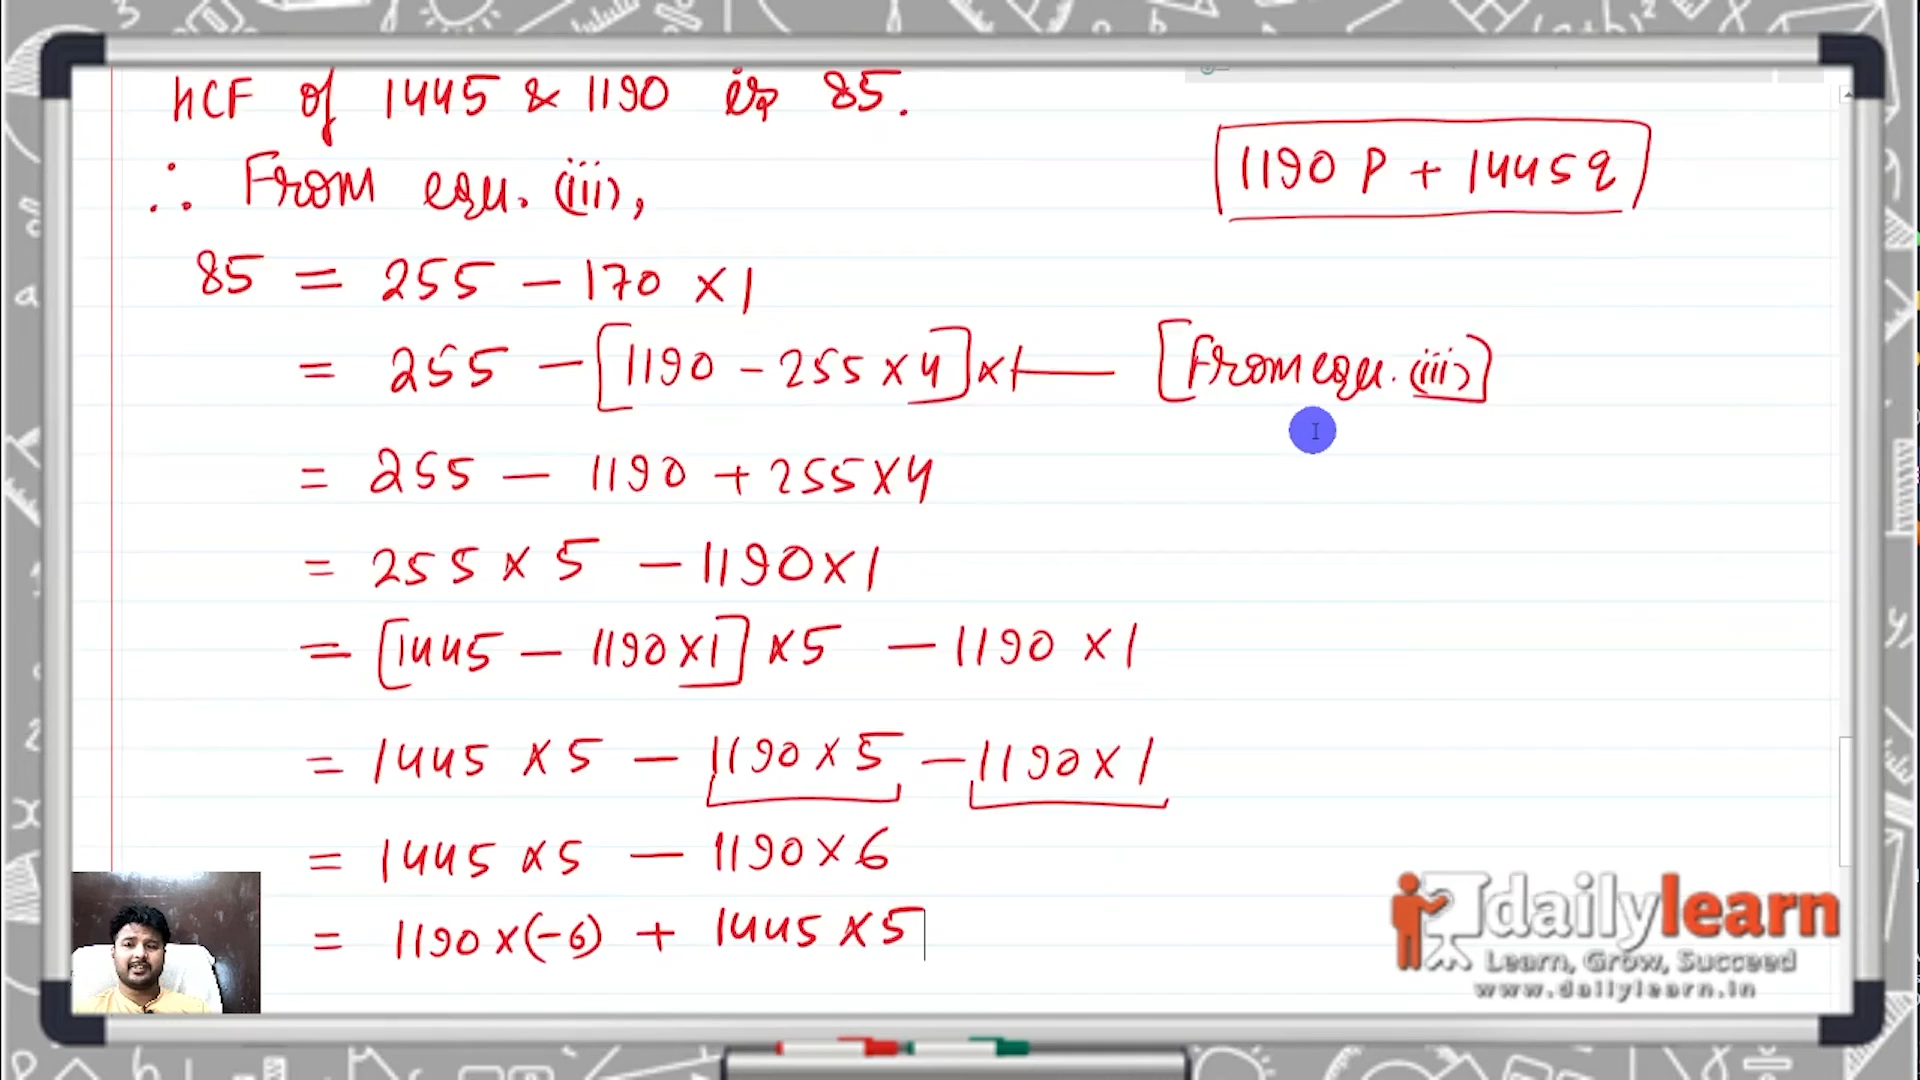 HCF of 1445 & 1190 is 85.
1190 P + 1445 q
∴ From equ. (iii),
85 = 255 - 170 × 1
= 255 - [1190 - 255 × 4] × 1 — [From equ. (iii)]
= 255 - 1190 + 255 × 4
= 255 × 5 - 1190 × 1
= [1445 - 1190 × 1] × 5 - 1190 × 1
= 1445 × 5 - 1190 × 5 - 1190 × 1
= 1445 × 5 - 1190 × 6
= 1190 × (-6) + 1445 × 5
dailylearn
Learn, Grow, Succeed
www.dailylearn.in